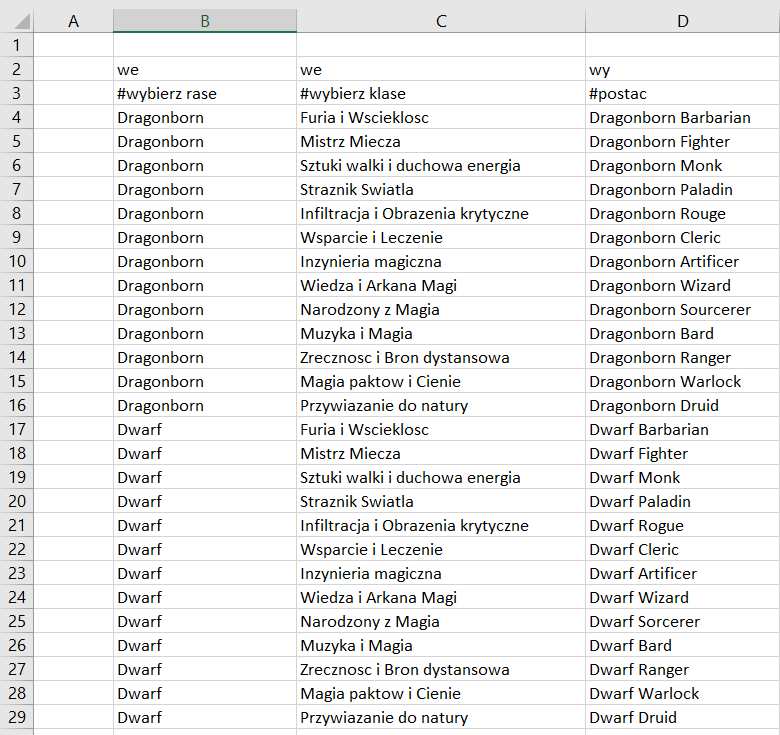 A B C D
1
2 we we wy
3 #wybierz rase #wybierz klase #postac
4 Dragonborn Furia i Wscieklosc Dragonborn Barbarian
5 Dragonborn Mistrz Miecza Dragonborn Fighter
6 Dragonborn Sztuki walki i duchowa energia Dragonborn Monk
7 Dragonborn Straznik Swiatla Dragonborn Paladin
8 Dragonborn Infiltracja i Obrazenia krytyczne Dragonborn Rouge
9 Dragonborn Wsparcie i Leczenie Dragonborn Cleric
10 Dragonborn Inzynieria magiczna Dragonborn Artificer
11 Dragonborn Wiedza i Arkana Magi Dragonborn Wizard
12 Dragonborn Narodzony z Magia Dragonborn Sourcerer
13 Dragonborn Muzyka i Magia Dragonborn Bard
14 Dragonborn Zrecznosc i Bron dystansowa Dragonborn Ranger
15 Dragonborn Magia paktow i Cienie Dragonborn Warlock
16 Dragonborn Przywiazanie do natury Dragonborn Druid
17 Dwarf Furia i Wscieklosc Dwarf Barbarian
18 Dwarf Mistrz Miecza Dwarf Fighter
19 Dwarf Sztuki walki i duchowa energia Dwarf Monk
20 Dwarf Straznik Swiatla Dwarf Paladin
21 Dwarf Infiltracja i Obrazenia krytyczne Dwarf Rogue
22 Dwarf Wsparcie i Leczenie Dwarf Cleric
23 Dwarf Inzynieria magiczna Dwarf Artificer
24 Dwarf Wiedza i Arkana Magi Dwarf Wizard
25 Dwarf Narodzony z Magia Dwarf Sorcerer
26 Dwarf Muzyka i Magia Dwarf Bard
27 Dwarf Zrecznosc i Bron dystansowa Dwarf Ranger
28 Dwarf Magia paktow i Cienie Dwarf Warlock
29 Dwarf Przywiazanie do natury Dwarf Druid